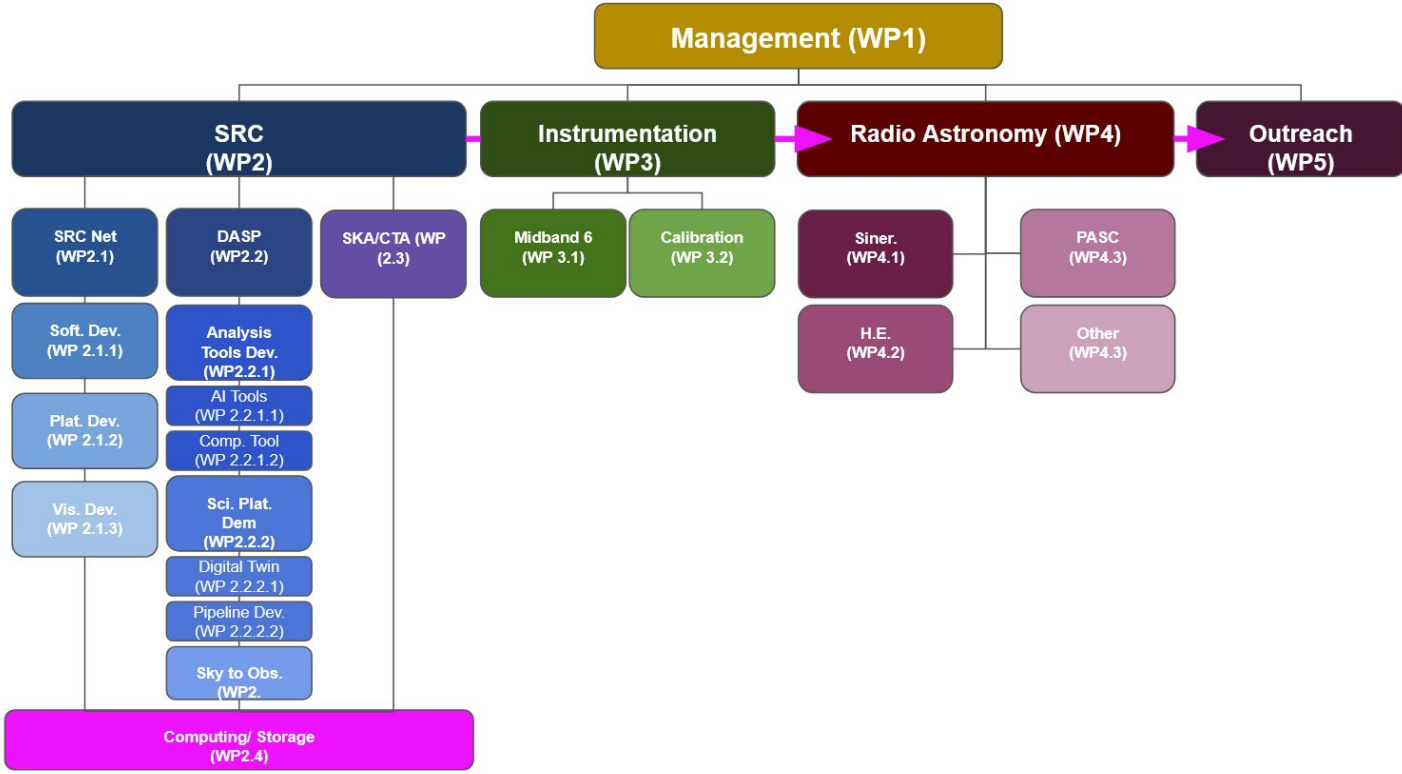 Management (WP1)
SRC
(WP2)
Instrumentation
(WP3)
Radio Astronomy (WP4)
Outreach
(WP5)
SRC Net
(WP2.1)
DASP
(WP2.2)
SKA/CTA (WP
(2.3)
Midband 6
(WP 3.1)
Calibration
(WP 3.2)
Siner.
(WP4.1)
PASC
(WP4.3)
Soft. Dev.
(WP 2.1.1)
Analysis
Tools Dev.
(WP2.2.1)
H.E.
(WP4.2)
Other
(WP4.3)
AI Tools
(WP 2.2.1.1)
Plat. Dev.
(WP 2.1.2)
Comp. Tool
(WP 2.2.1.2)
Vis. Dev.
(WP 2.1.3)
Sci. Plat.
Dem
(WP2.2.2)
Digital Twin
(WP 2.2.2.1)
Pipeline Dev.
(WP 2.2.2.2)
Sky to Obs.
(WP2.
Computing/ Storage
(WP2.4)